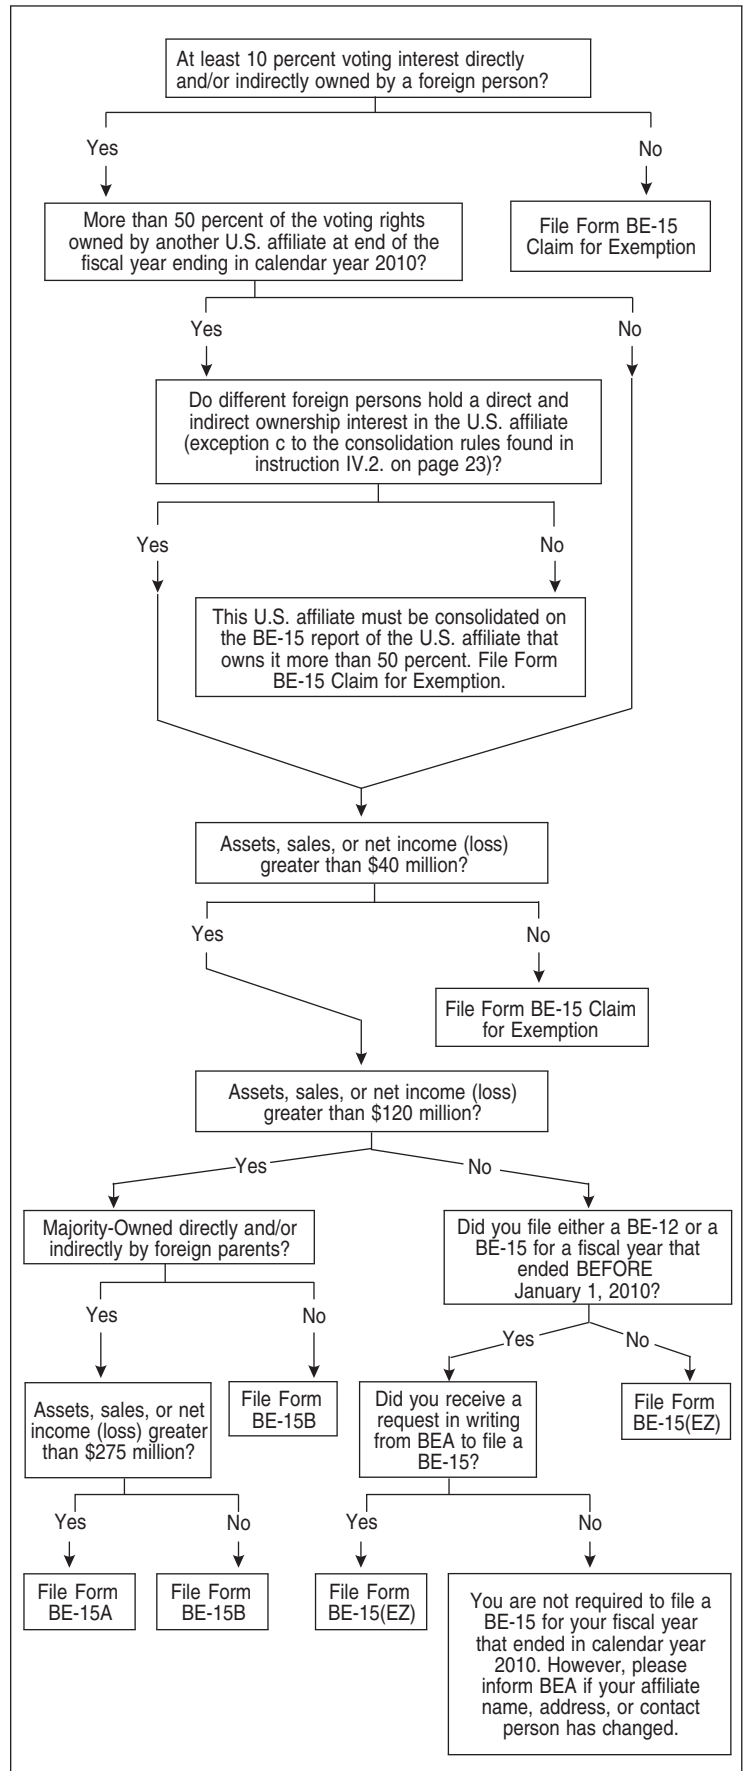 At least 10 percent voting interest directly
and/or indirectly owned by a foreign person?
Yes
No
More than 50 percent of the voting rights
owned by another U.S. affiliate at end of the
fiscal year ending in calendar year 2010?
File Form BE-15
Claim for Exemption
Yes
No
Do different foreign persons hold a direct and
indirect ownership interest in the U.S. affiliate
(exception c to the consolidation rules found in
instruction IV.2. on page 23)?
Yes
No
This U.S. affiliate must be consolidated on
the BE-15 report of the U.S. affiliate that
owns it more than 50 percent. File Form
BE-15 Claim for Exemption.
Assets, sales, or net income (loss)
greater than $40 million?
Yes
No
File Form BE-15 Claim
for Exemption
Assets, sales, or net income (loss)
greater than $120 million?
Yes
No
Majority-Owned directly and/or
indirectly by foreign parents?
Did you file either a BE-12 or a
BE-15 for a fiscal year that
ended BEFORE
January 1, 2010?
Yes
No
Yes
No
Assets, sales, or net
income (loss) greater
than $275 million?
File Form
BE-15B
Did you receive a
request in writing
from BEA to file a
BE-15?
File Form
BE-15(EZ)
Yes
No
Yes
No
File Form
BE-15A
File Form
BE-15B
File Form
BE-15(EZ)
You are not required to file a
BE-15 for your fiscal year
that ended in calendar year
2010. However, please
inform BEA if your affiliate
name, address, or contact
person has changed.